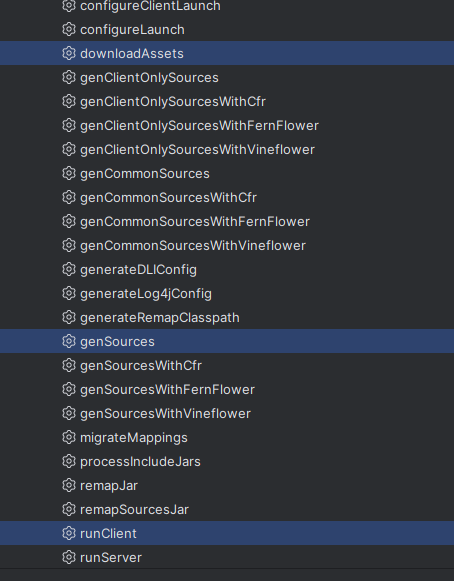 configureClientLaunch
configureLaunch
downloadAssets
genClientOnlySources
genClientOnlySourcesWithCfr
genClientOnlySourcesWithFernFlower
genClientOnlySourcesWithVineflower
genCommonSources
genCommonSourcesWithCfr
genCommonSourcesWithFernFlower
genCommonSourcesWithVineflower
generateDLIConfig
generateLog4jConfig
generateRemapClasspath
genSources
genSourcesWithCfr
genSourcesWithFernFlower
genSourcesWithVineflower
migrateMappings
processIncludeJars
remapJar
remapSourcesJar
runClient
runServer